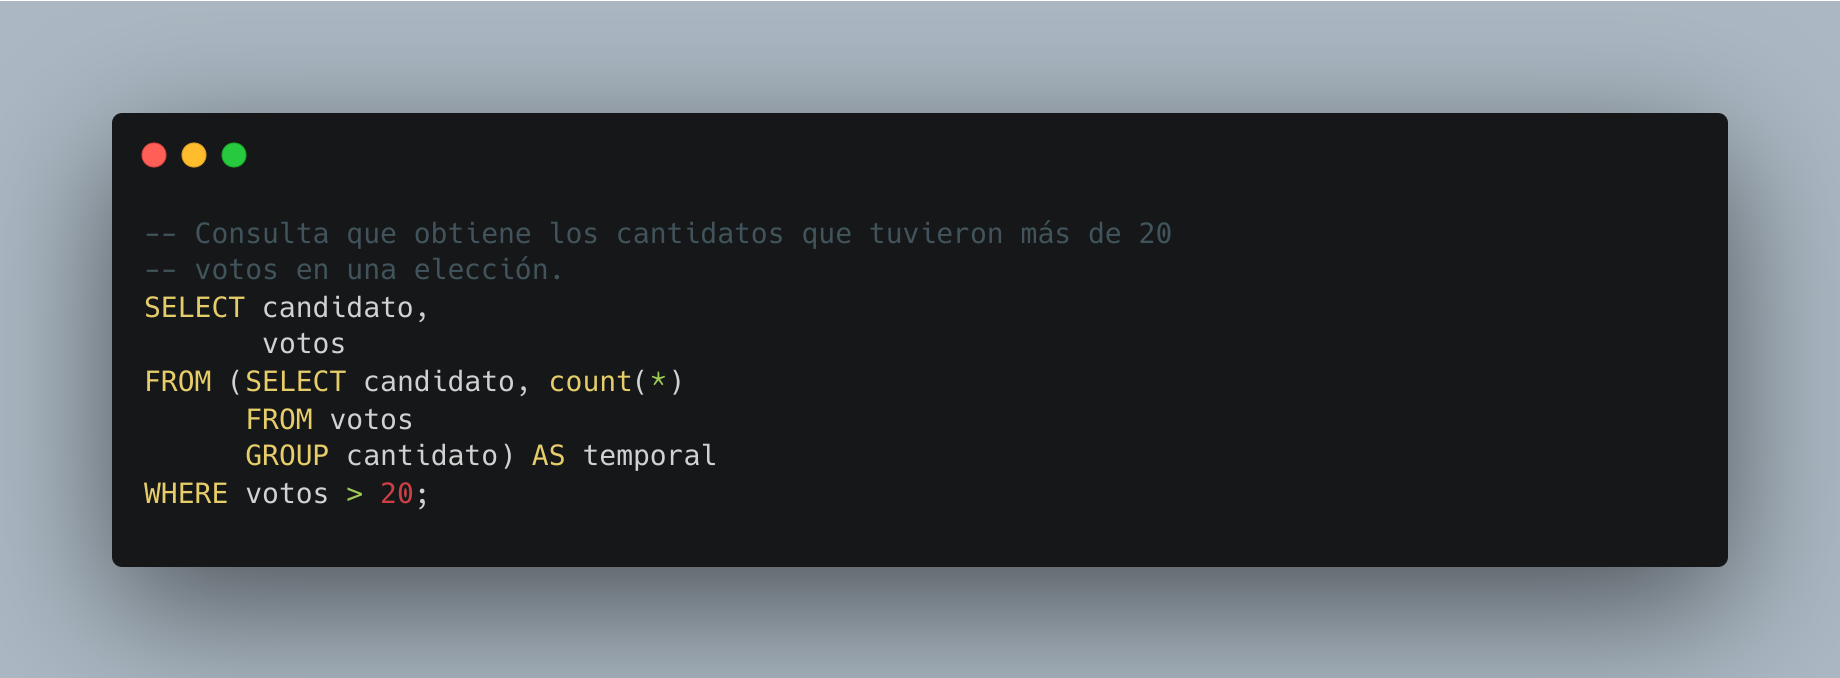 -- Consulta que obtiene los cantidatos que tuvieron más de 20
-- votos en una elección.
SELECT candidato,
       votos
FROM (SELECT candidato, count(*)
      FROM votos
      GROUP cantidato) AS temporal
WHERE votos > 20;